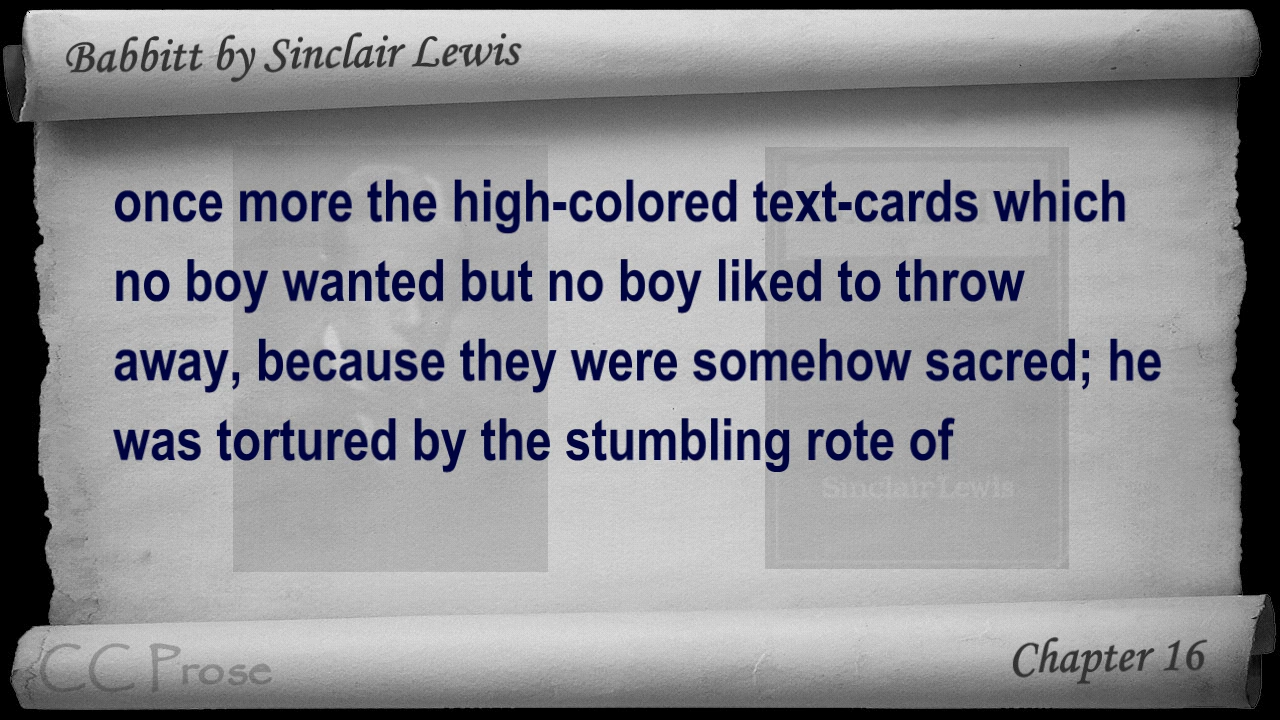 Babbitt by Sinclair Lewis
once more the high-colored text-cards which
no boy wanted but no boy liked to throw
away, because they were somehow sacred; he
was tortured by the stumbling rote of
Sinclair Lewis
CC Prose
Chapter 16